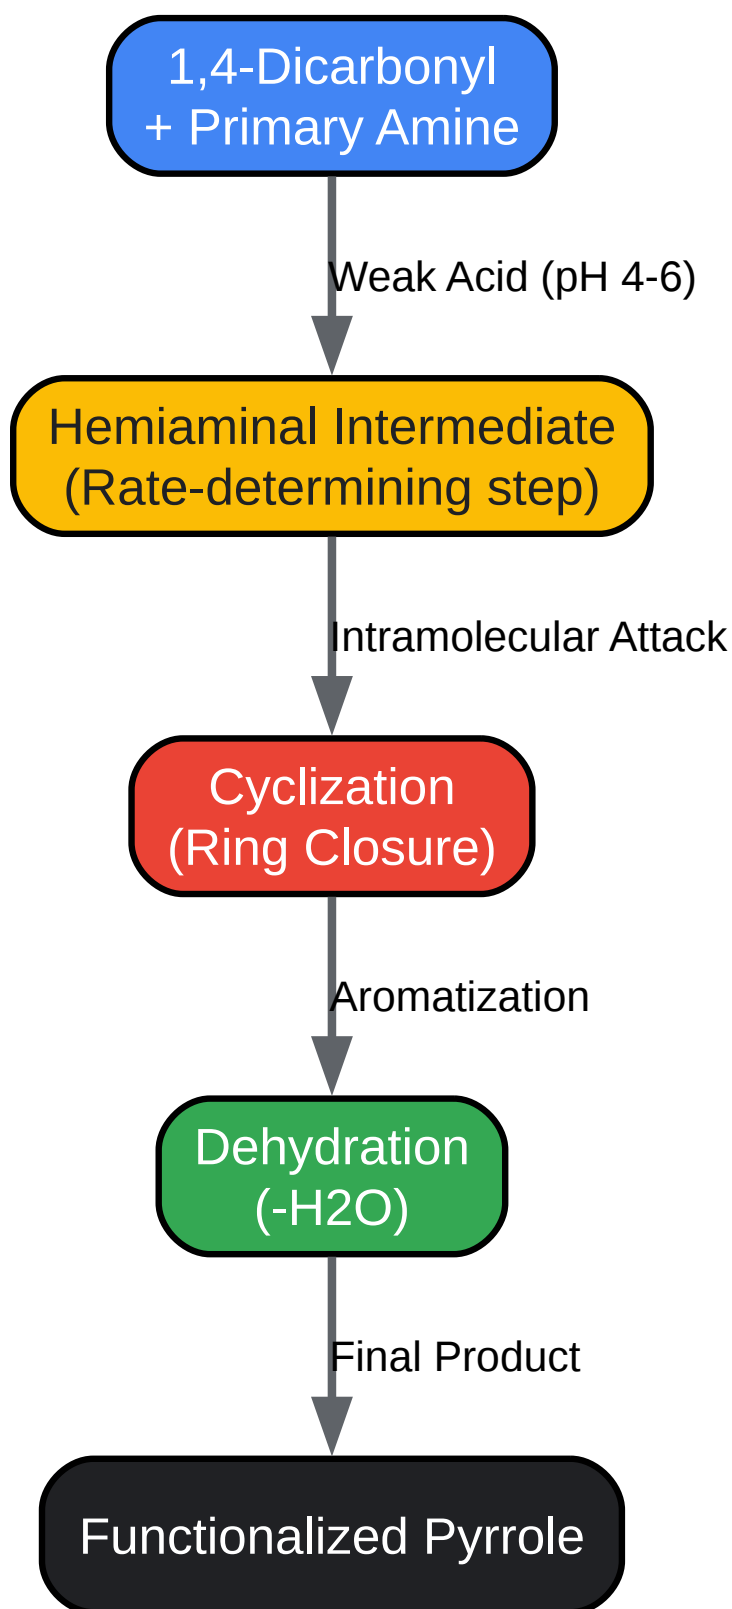 1,4-Dicarbonyl
+ Primary Amine
Weak Acid (pH 4-6)
Hemiaminal Intermediate
(Rate-determining step)
Intramolecular Attack
Cyclization
(Ring Closure)
Aromatization
Dehydration
(-H2O)
Final Product
Functionalized Pyrrole